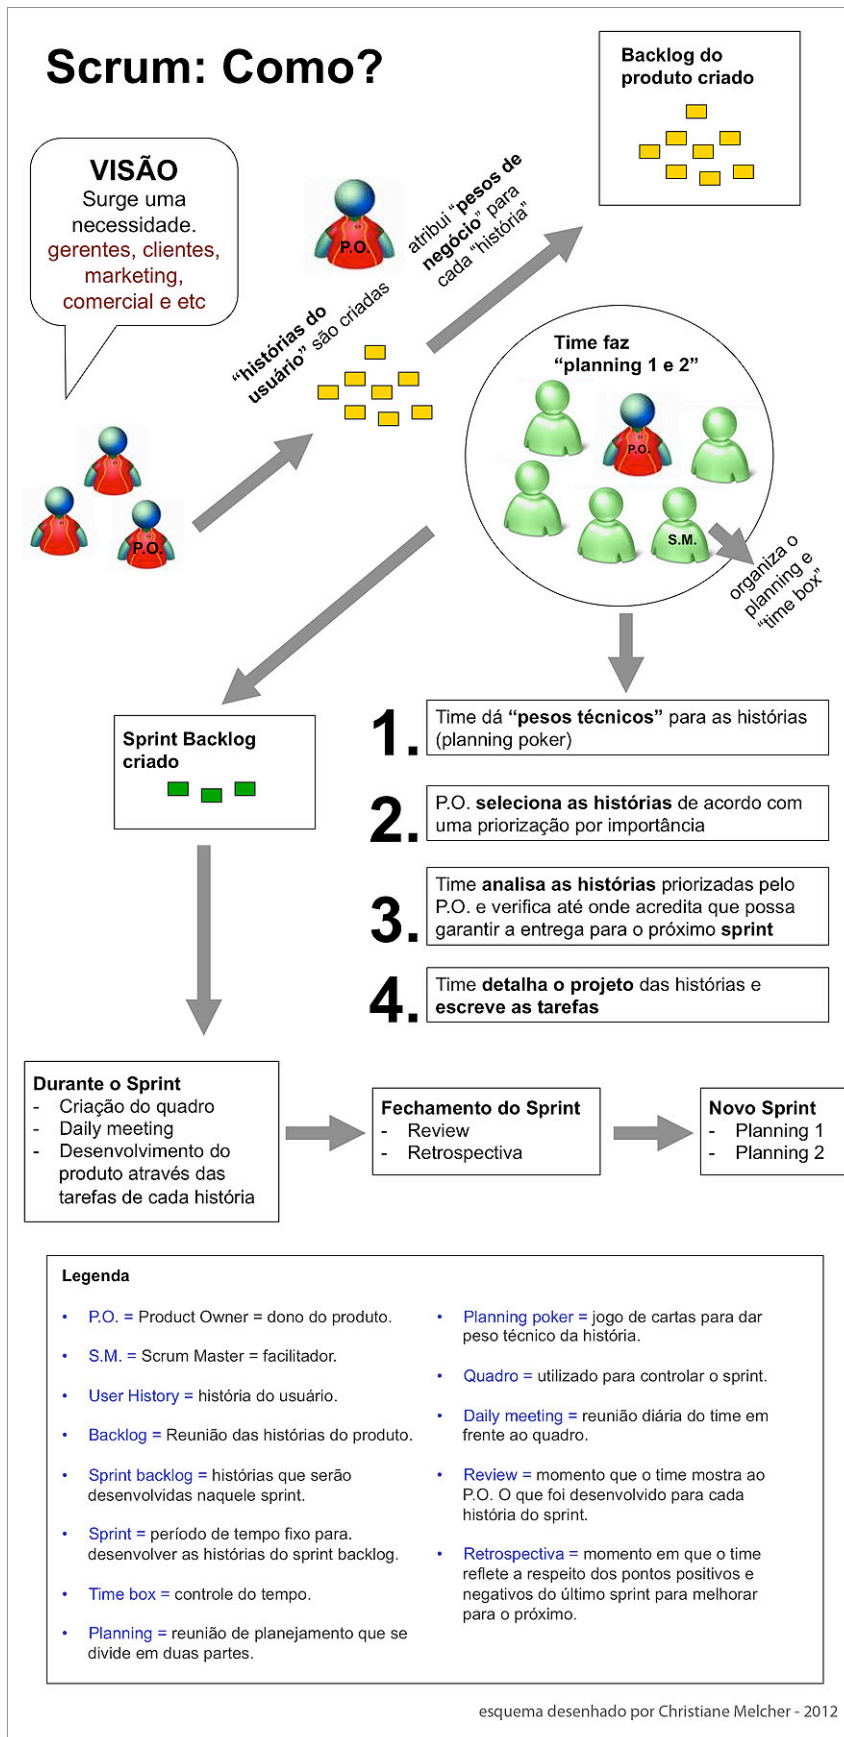 Scrum: Como?
Backlog do
produto criado
VISÃO
Surge uma
necessidade.
gerentes, clientes,
marketing,
comercial e etc
P.O.
atribui “pesos de
negócio” para
cada “história”
“histórias do
usuário” são criadas
P.O.
Time faz
“planning 1 e 2”
P.O.
S.M.
organiza o
planning e
“time box”
Sprint Backlog
criado
1.
Time dá “pesos técnicos” para as histórias
(planning poker)
2.
P.O. seleciona as histórias de acordo com
uma priorização por importância
3.
Time analisa as histórias priorizadas pelo
P.O. e verifica até onde acredita que possa
garantir a entrega para o próximo sprint
4.
Time detalha o projeto das histórias e
escreve as tarefas
Durante o Sprint
- Criação do quadro
- Daily meeting
- Desenvolvimento do
produto através das
tarefas de cada história
Fechamento do Sprint
- Review
- Retrospectiva
Novo Sprint
- Planning 1
- Planning 2
Legenda
• P.O. = Product Owner = dono do produto.
• S.M. = Scrum Master = facilitador.
• User History = história do usuário.
• Backlog = Reunião das histórias do produto.
• Sprint backlog = histórias que serão
desenvolvidas naquele sprint.
• Sprint = período de tempo fixo para.
desenvolver as histórias do sprint backlog.
• Time box = controle do tempo.
• Planning = reunião de planejamento que se
divide em duas partes.
• Planning poker = jogo de cartas para dar
peso técnico da história.
• Quadro = utilizado para controlar o sprint.
• Daily meeting = reunião diária do time em
frente ao quadro.
• Review = momento que o time mostra ao
P.O. O que foi desenvolvido para cada
história do sprint.
• Retrospectiva = momento em que o time
reflete a respeito dos pontos positivos e
negativos do último sprint para melhorar
para o próximo.
esquema desenhado por Christiane Melcher - 2012